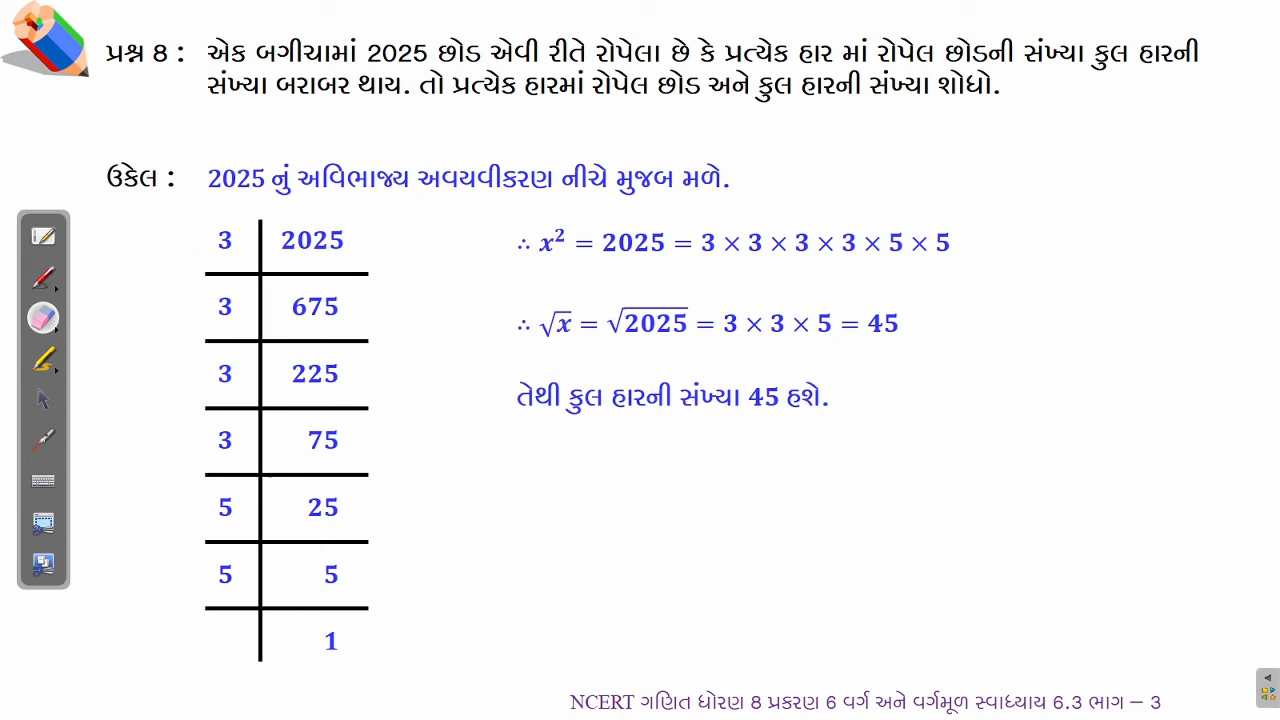 પ્રશ્ન 8 : એક બગીચામાં 2025 છોડ એવી રીતે રોપેલા છે કે પ્રત્યેક હાર માં રોપેલ છોડની સંખ્યા કુલ હારની
સંખ્યા બરાબર થાય. તો પ્રત્યેક હારમાં રોપેલ છોડ અને કુલ હારની સંખ્યા શોધો.
ઉકેલ : 2025 નું અવિભાજ્ય અવયવીકરણ નીચે મુજબ મળે.
3 2025
3 675
3 225
3 75
5 25
5 5
1
∴ x² = 2025 = 3 × 3 × 3 × 3 × 5 × 5
∴ √x = √2025 = 3 × 3 × 5 = 45
તેથી કુલ હારની સંખ્યા 45 હશે.
NCERT ગણિત ધોરણ 8 પ્રકરણ 6 વર્ગ અને વર્ગમૂળ સ્વાધ્યાય 6.3 ભાગ – 3